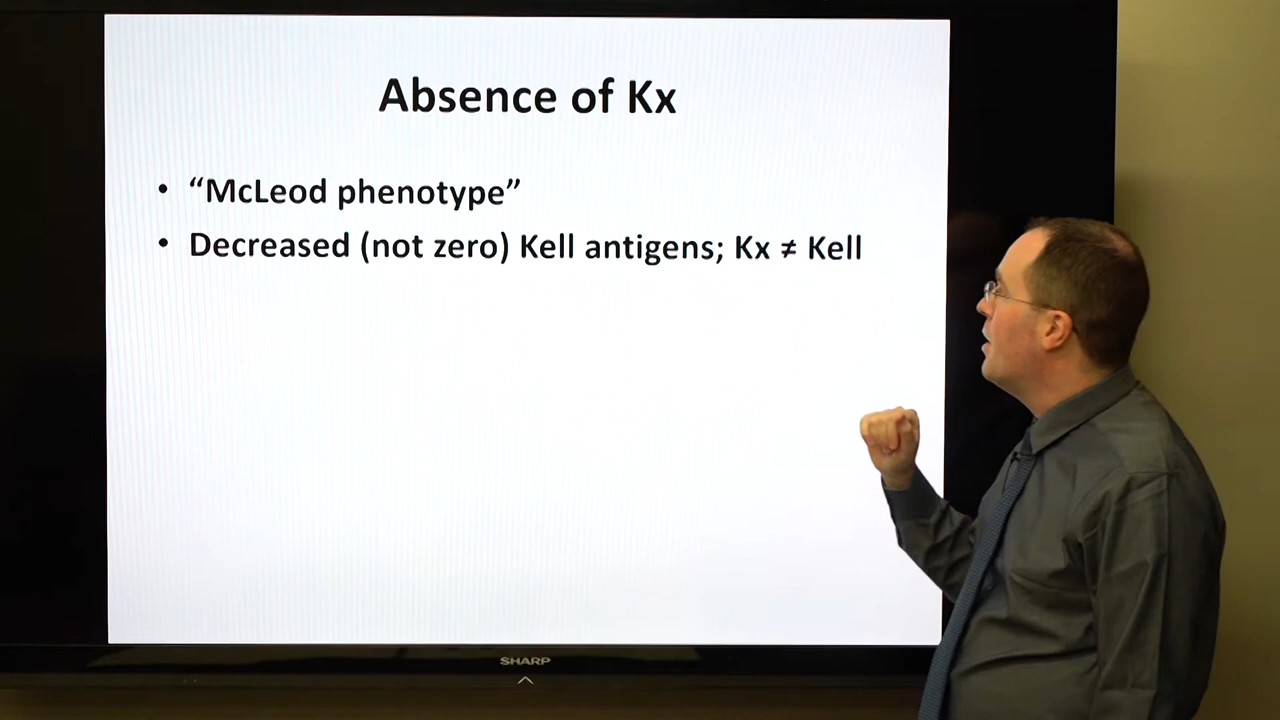 Absence of Kx
• “McLeod phenotype”
• Decreased (not zero) Kell antigens; Kx ≠ Kell
SHARP